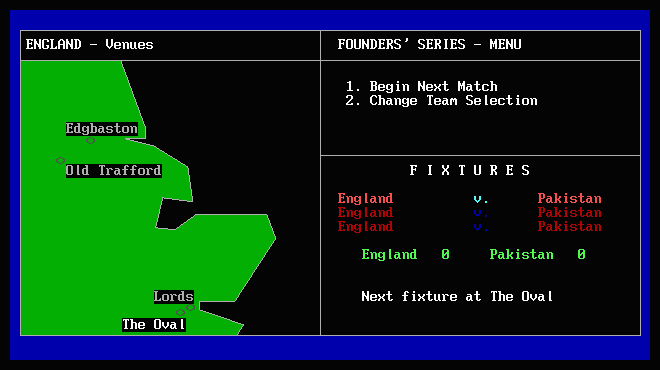 ENGLAND - Venues
Edgbaston
Old Trafford
Lords
The Oval
FOUNDERS' SERIES - MENU
1. Begin Next Match
2. Change Team Selection
F I X T U R E S
England v. Pakistan
England v. Pakistan
England v. Pakistan
England 0 Pakistan 0
Next fixture at The Oval